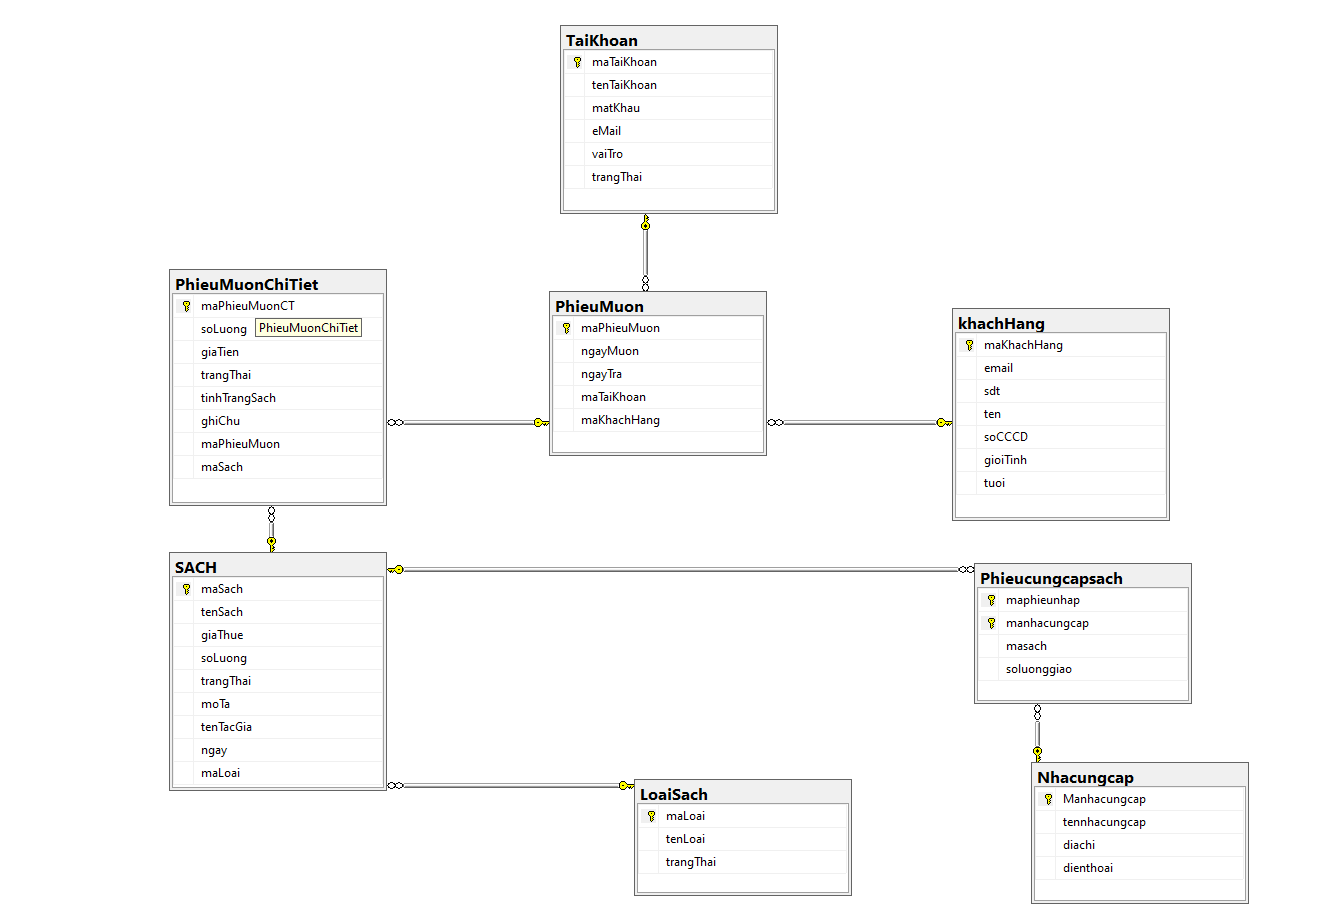 TaiKhoan
maTaiKhoan
tenTaiKhoan
matKhau
eMail
vaiTro
trangThai
PhieuMuonChiTiet
maPhieuMuonCT
soLuong
PhieuMuonChiTiet
giaTien
trangThai
tinhTrangSach
ghiChu
maPhieuMuon
maSach
PhieuMuon
maPhieuMuon
ngayMuon
ngayTra
maTaiKhoan
maKhachHang
khachHang
maKhachHang
email
sdt
ten
soCCCD
gioiTinh
tuoi
SACH
maSach
tenSach
giaThue
soLuong
trangThai
moTa
tenTacGia
ngay
maLoai
Phieucungcapsach
maphieunhap
manhacungcap
masach
soluonggiao
LoaiSach
maLoai
tenLoai
trangThai
Nhacungcap
Manhacungcap
tennhacungcap
diachi
dienthoai